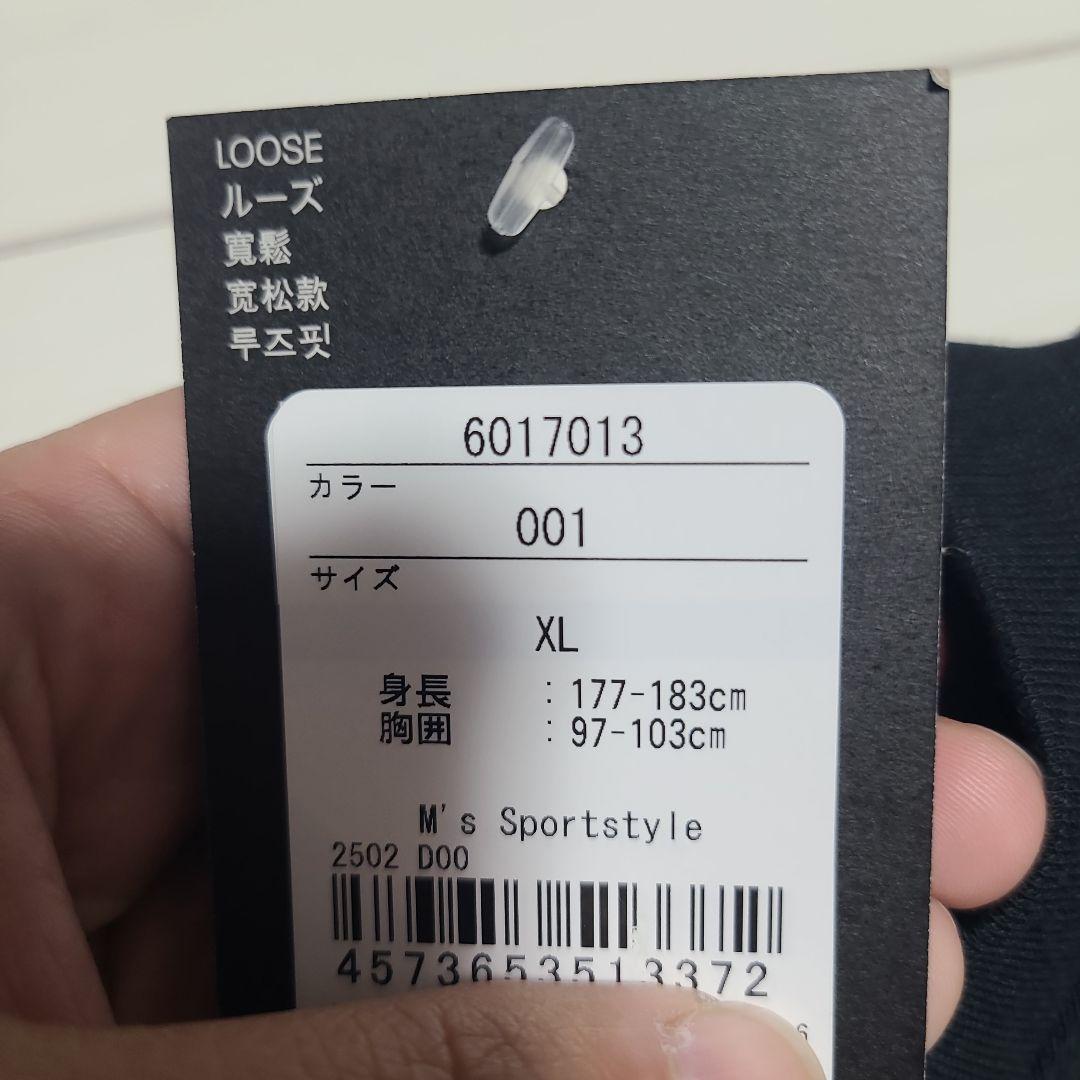 LOOSE
ルーズ
寬鬆
宽松款
루즈핏
6017013
カラー
001
サイズ
XL
身長 : 177-183cm
胸囲 : 97-103cm
M's Sportstyle
2502 D00
4573653513372
6